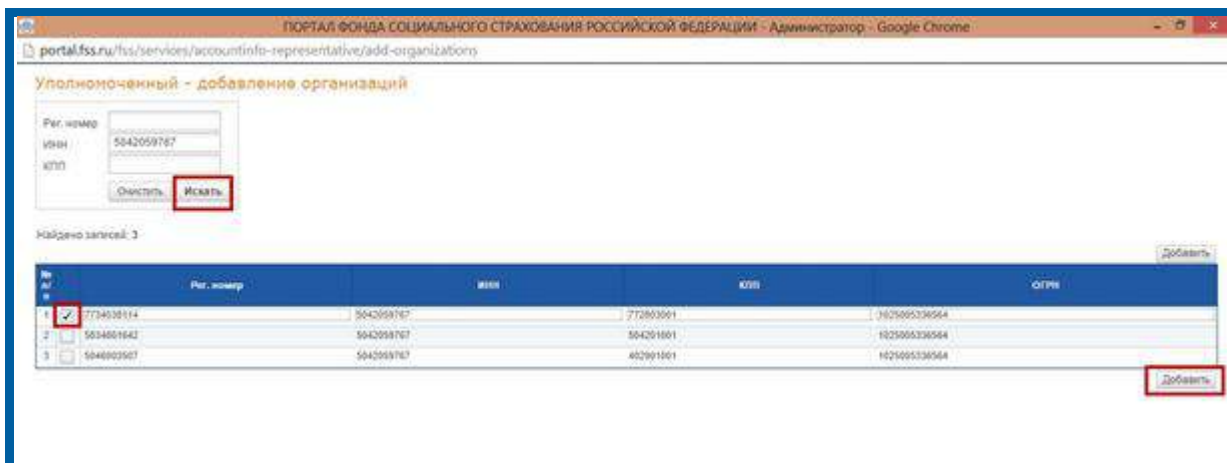 ПОРТАЛ ФОНДА СОЦИАЛЬНОГО СТРАХОВАНИЯ РОССИЙСКОЙ ФЕДЕРАЦИИ - Администратор - Google Chrome
portal.fss.ru/fss/services/accountinfo-representative/add-organizations
Уполномоченный - добавление организаций
Рег. номер
ИНН 5042059767
КПП
Очистить Искать
Найдено записей: 3
Добавить
№ п/п Рег. номер ИНН КПП ОГРН
1 7734038114 5042059767 772803001 1025005336564
2 5034001642 5042059767 504201001 1025005336564
3 5046003507 5042059767 402901001 1025005336564
Добавить